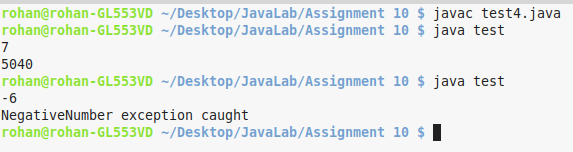 rohan@rohan-GL553VD ~/Desktop/JavaLab/Assignment 10 $ javac test4.java
rohan@rohan-GL553VD ~/Desktop/JavaLab/Assignment 10 $ java test
7
5040
rohan@rohan-GL553VD ~/Desktop/JavaLab/Assignment 10 $ java test
-6
NegativeNumber exception caught
rohan@rohan-GL553VD ~/Desktop/JavaLab/Assignment 10 $